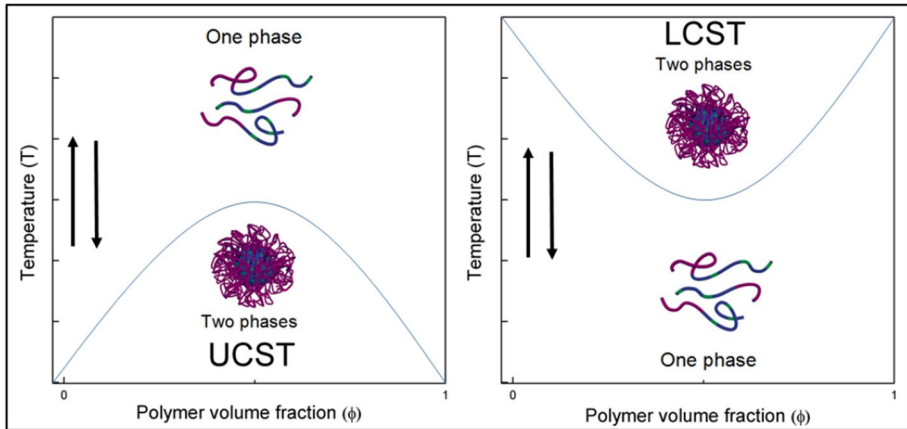 One phase
Two phases
UCST
Temperature (T)
0
1
Polymer volume fraction (ϕ)
LCST
Two phases
One phase
Temperature (T)
0
1
Polymer volume fraction (ϕ)